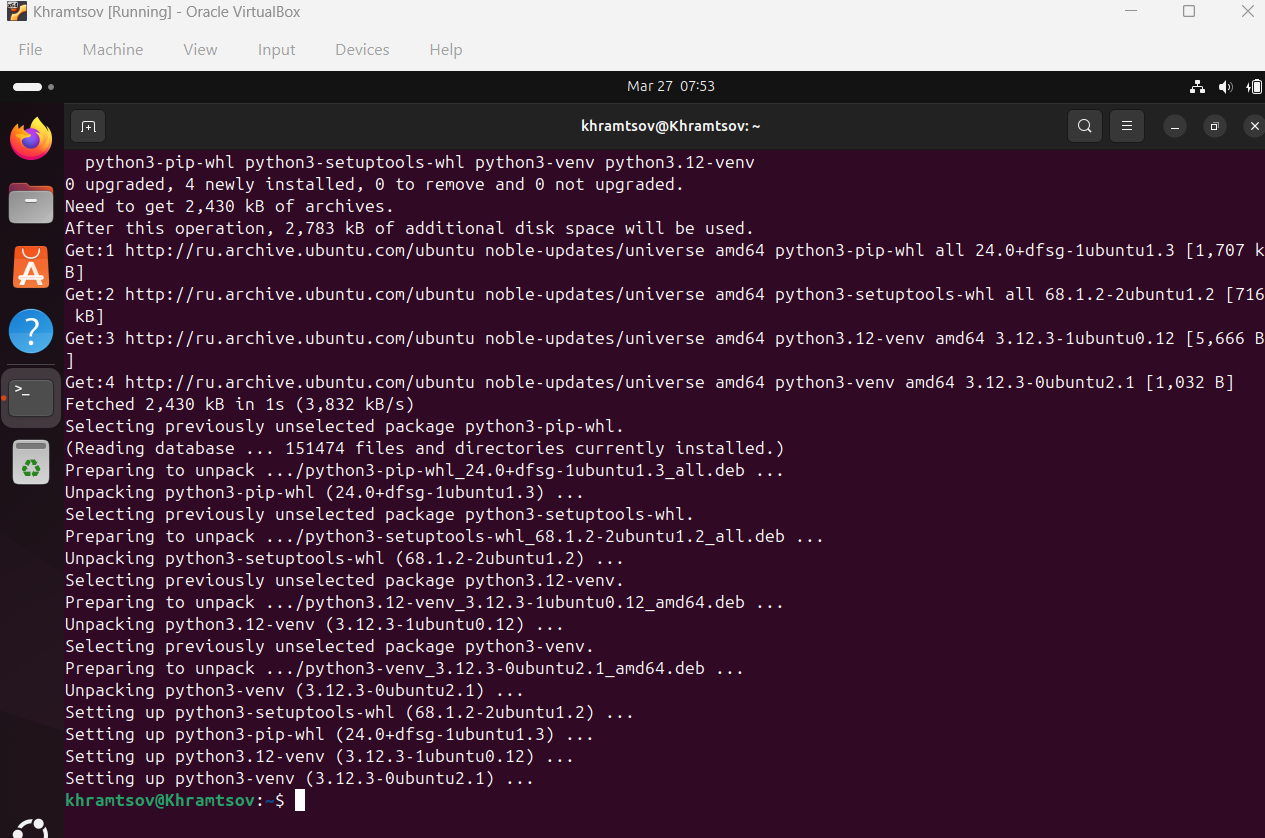 Khramtsov [Running] - Oracle VirtualBox
File Machine View Input Devices Help
Mar 27 07:53
khramtsov@Khramtsov: ~
python3-pip-whl python3-setuptools-whl python3-venv python3.12-venv
0 upgraded, 4 newly installed, 0 to remove and 0 not upgraded.
Need to get 2,430 kB of archives.
After this operation, 2,783 kB of additional disk space will be used.
Get:1 http://ru.archive.ubuntu.com/ubuntu noble-updates/universe amd64 python3-pip-whl all 24.0+dfsg-1ubuntu1.3 [1,707 k
B]
Get:2 http://ru.archive.ubuntu.com/ubuntu noble-updates/universe amd64 python3-setuptools-whl all 68.1.2-2ubuntu1.2 [716
kB]
Get:3 http://ru.archive.ubuntu.com/ubuntu noble-updates/universe amd64 python3.12-venv amd64 3.12.3-1ubuntu0.12 [5,666 B
]
Get:4 http://ru.archive.ubuntu.com/ubuntu noble-updates/universe amd64 python3-venv amd64 3.12.3-0ubuntu2.1 [1,032 B]
Fetched 2,430 kB in 1s (3,832 kB/s)
Selecting previously unselected package python3-pip-whl.
(Reading database ... 151474 files and directories currently installed.)
Preparing to unpack .../python3-pip-whl_24.0+dfsg-1ubuntu1.3_all.deb ...
Unpacking python3-pip-whl (24.0+dfsg-1ubuntu1.3) ...
Selecting previously unselected package python3-setuptools-whl.
Preparing to unpack .../python3-setuptools-whl_68.1.2-2ubuntu1.2_all.deb ...
Unpacking python3-setuptools-whl (68.1.2-2ubuntu1.2) ...
Selecting previously unselected package python3.12-venv.
Preparing to unpack .../python3.12-venv_3.12.3-1ubuntu0.12_amd64.deb ...
Unpacking python3.12-venv (3.12.3-1ubuntu0.12) ...
Selecting previously unselected package python3-venv.
Preparing to unpack .../python3-venv_3.12.3-0ubuntu2.1_amd64.deb ...
Unpacking python3-venv (3.12.3-0ubuntu2.1) ...
Setting up python3-setuptools-whl (68.1.2-2ubuntu1.2) ...
Setting up python3-pip-whl (24.0+dfsg-1ubuntu1.3) ...
Setting up python3.12-venv (3.12.3-1ubuntu0.12) ...
Setting up python3-venv (3.12.3-0ubuntu2.1) ...
khramtsov@Khramtsov:~$